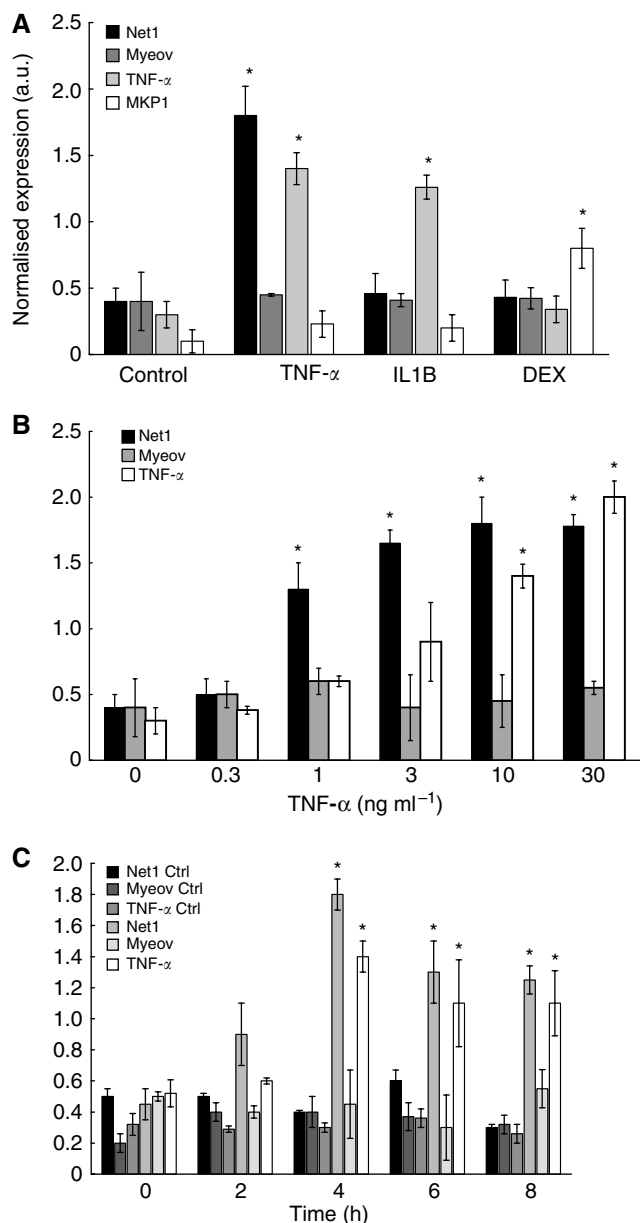 A
Net1
Myeov
TNF-α
MKP1
Normalised expression (a.u.)
2.5
2.0
1.5
1.0
0.5
0
* * * *
Control TNF-α IL1B DEX
B
Net1
Myeov
TNF-α
2.5
2.0
1.5
1.0
0.5
0
* * * * * *
0 0.3 1 3 10 30
TNF-α (ng ml⁻¹)
C
Net1 Ctrl
Myeov Ctrl
TNF-α Ctrl
Net1
Myeov
TNF-α
2.0
1.8
1.6
1.4
1.2
1.0
0.8
0.6
0.4
0.2
0
* * * * * *
0 2 4 6 8
Time (h)